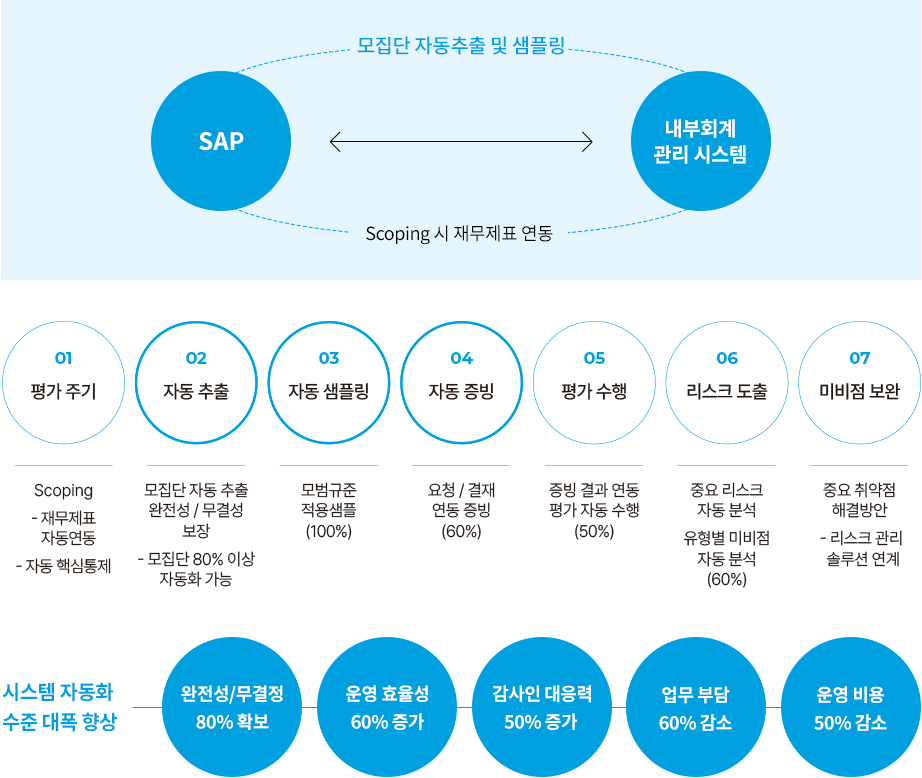 모집단 자동추출 및 샘플링
SAP
내부회계
관리 시스템
Scoping 시 재무제표 연동
01
평가 주기
02
자동 추출
03
자동 샘플링
04
자동 증빙
05
평가 수행
06
리스크 도출
07
미비점 보완
Scoping
- 재무제표
자동연동
- 자동 핵심통제
모집단 자동 추출
완전성 / 무결성
보장
- 모집단 80% 이상
자동화 가능
모범규준
적용샘플
(100%)
요청 / 결재
연동 증빙
(60%)
증빙 결과 연동
평가 자동 수행
(50%)
중요 리스크
자동 분석
유형별 미비점
자동 분석
(60%)
중요 취약점
해결방안
- 리스크 관리
솔루션 연계
시스템 자동화
수준 대폭 향상
완전성/무결정
80% 확보
운영 효율성
60% 증가
감사인 대응력
50% 증가
업무 부담
60% 감소
운영 비용
50% 감소